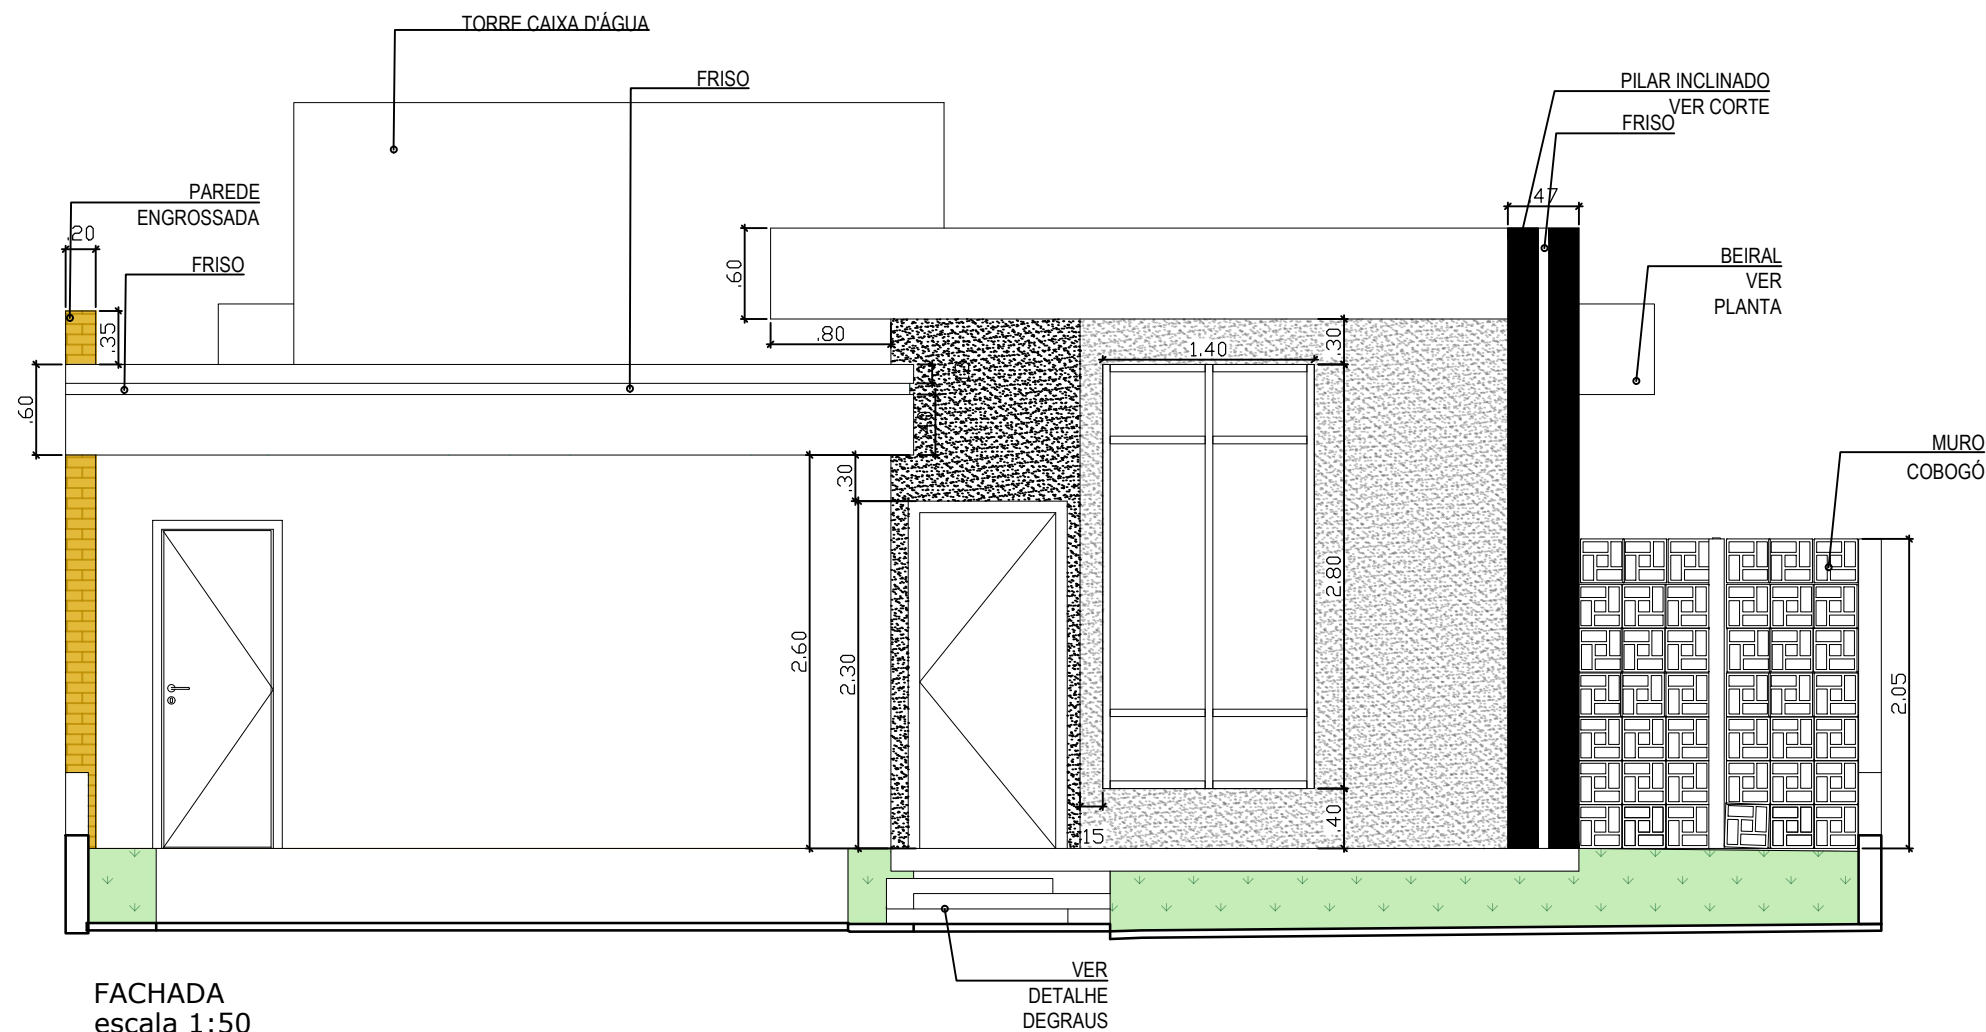 TORRE CAIXA D'ÁGUA
FRISO
PILAR INCLINADO
VER CORTE
FRISO
PAREDE
ENGROSSADA
.47
.20
FRISO
BEIRAL
VER
PLANTA
.60
.35
.80
.30
1.40
.60
MURO
COBOGÓ
.30
2.80
2.60
2.30
2.05
.40
.15
VER
DETALHE
DEGRAUS
FACHADA
escala 1:50